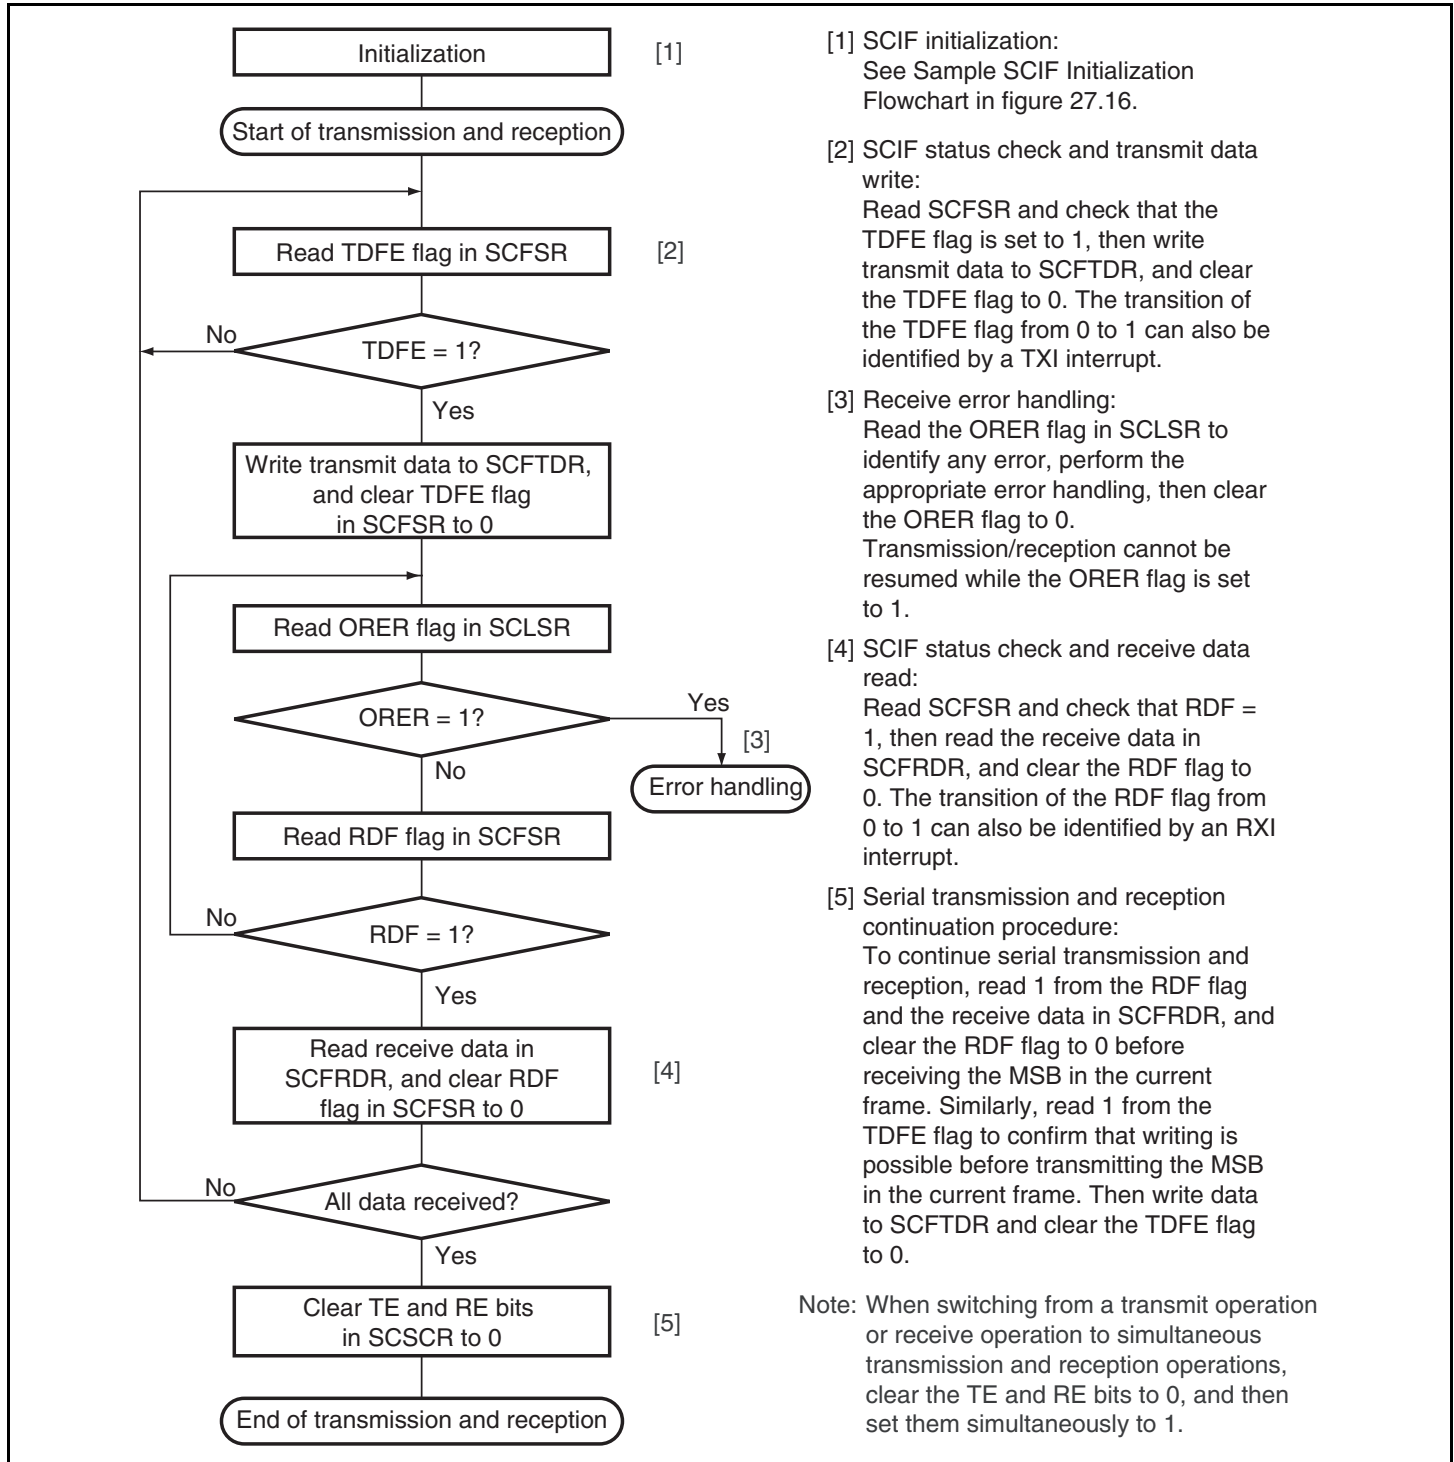 Initialization
[1]
Start of transmission and reception
Read TDFE flag in SCFSR
[2]
No
TDFE = 1?
Yes
Write transmit data to SCFTDR,
and clear TDFE flag
in SCFSR to 0
Read ORER flag in SCLSR
ORER = 1?
Yes
[3]
No
Error handling
Read RDF flag in SCFSR
No
RDF = 1?
Yes
Read receive data in
SCFRDR, and clear RDF
flag in SCFSR to 0
[4]
No
All data received?
Yes
Clear TE and RE bits
in SCSCR to 0
[5]
End of transmission and reception
[1] SCIF initialization:
See Sample SCIF Initialization
Flowchart in figure 27.16.
[2] SCIF status check and transmit data
write:
Read SCFSR and check that the
TDFE flag is set to 1, then write
transmit data to SCFTDR, and clear
the TDFE flag to 0. The transition of
the TDFE flag from 0 to 1 can also be
identified by a TXI interrupt.
[3] Receive error handling:
Read the ORER flag in SCLSR to
identify any error, perform the
appropriate error handling, then clear
the ORER flag to 0.
Transmission/reception cannot be
resumed while the ORER flag is set
to 1.
[4] SCIF status check and receive data
read:
Read SCFSR and check that RDF =
1, then read the receive data in
SCFRDR, and clear the RDF flag to
0. The transition of the RDF flag from
0 to 1 can also be identified by an RXI
interrupt.
[5] Serial transmission and reception
continuation procedure:
To continue serial transmission and
reception, read 1 from the RDF flag
and the receive data in SCFRDR, and
clear the RDF flag to 0 before
receiving the MSB in the current
frame. Similarly, read 1 from the
TDFE flag to confirm that writing is
possible before transmitting the MSB
in the current frame. Then write data
to SCFTDR and clear the TDFE flag
to 0.
Note: When switching from a transmit operation
or receive operation to simultaneous
transmission and reception operations,
clear the TE and RE bits to 0, and then
set them simultaneously to 1.